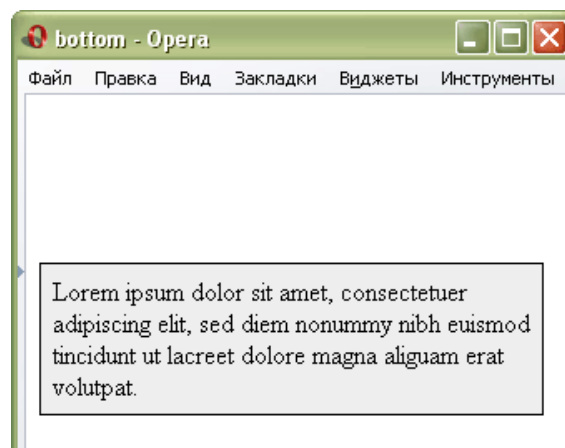 bottom - Opera
Файл Правка Вид Закладки Виджеты Инструменты
Lorem ipsum dolor sit amet, consectetuer
adipiscing elit, sed diem nonummy nibh euismod
tincidunt ut lacreet dolore magna aliguam erat
volutpat.